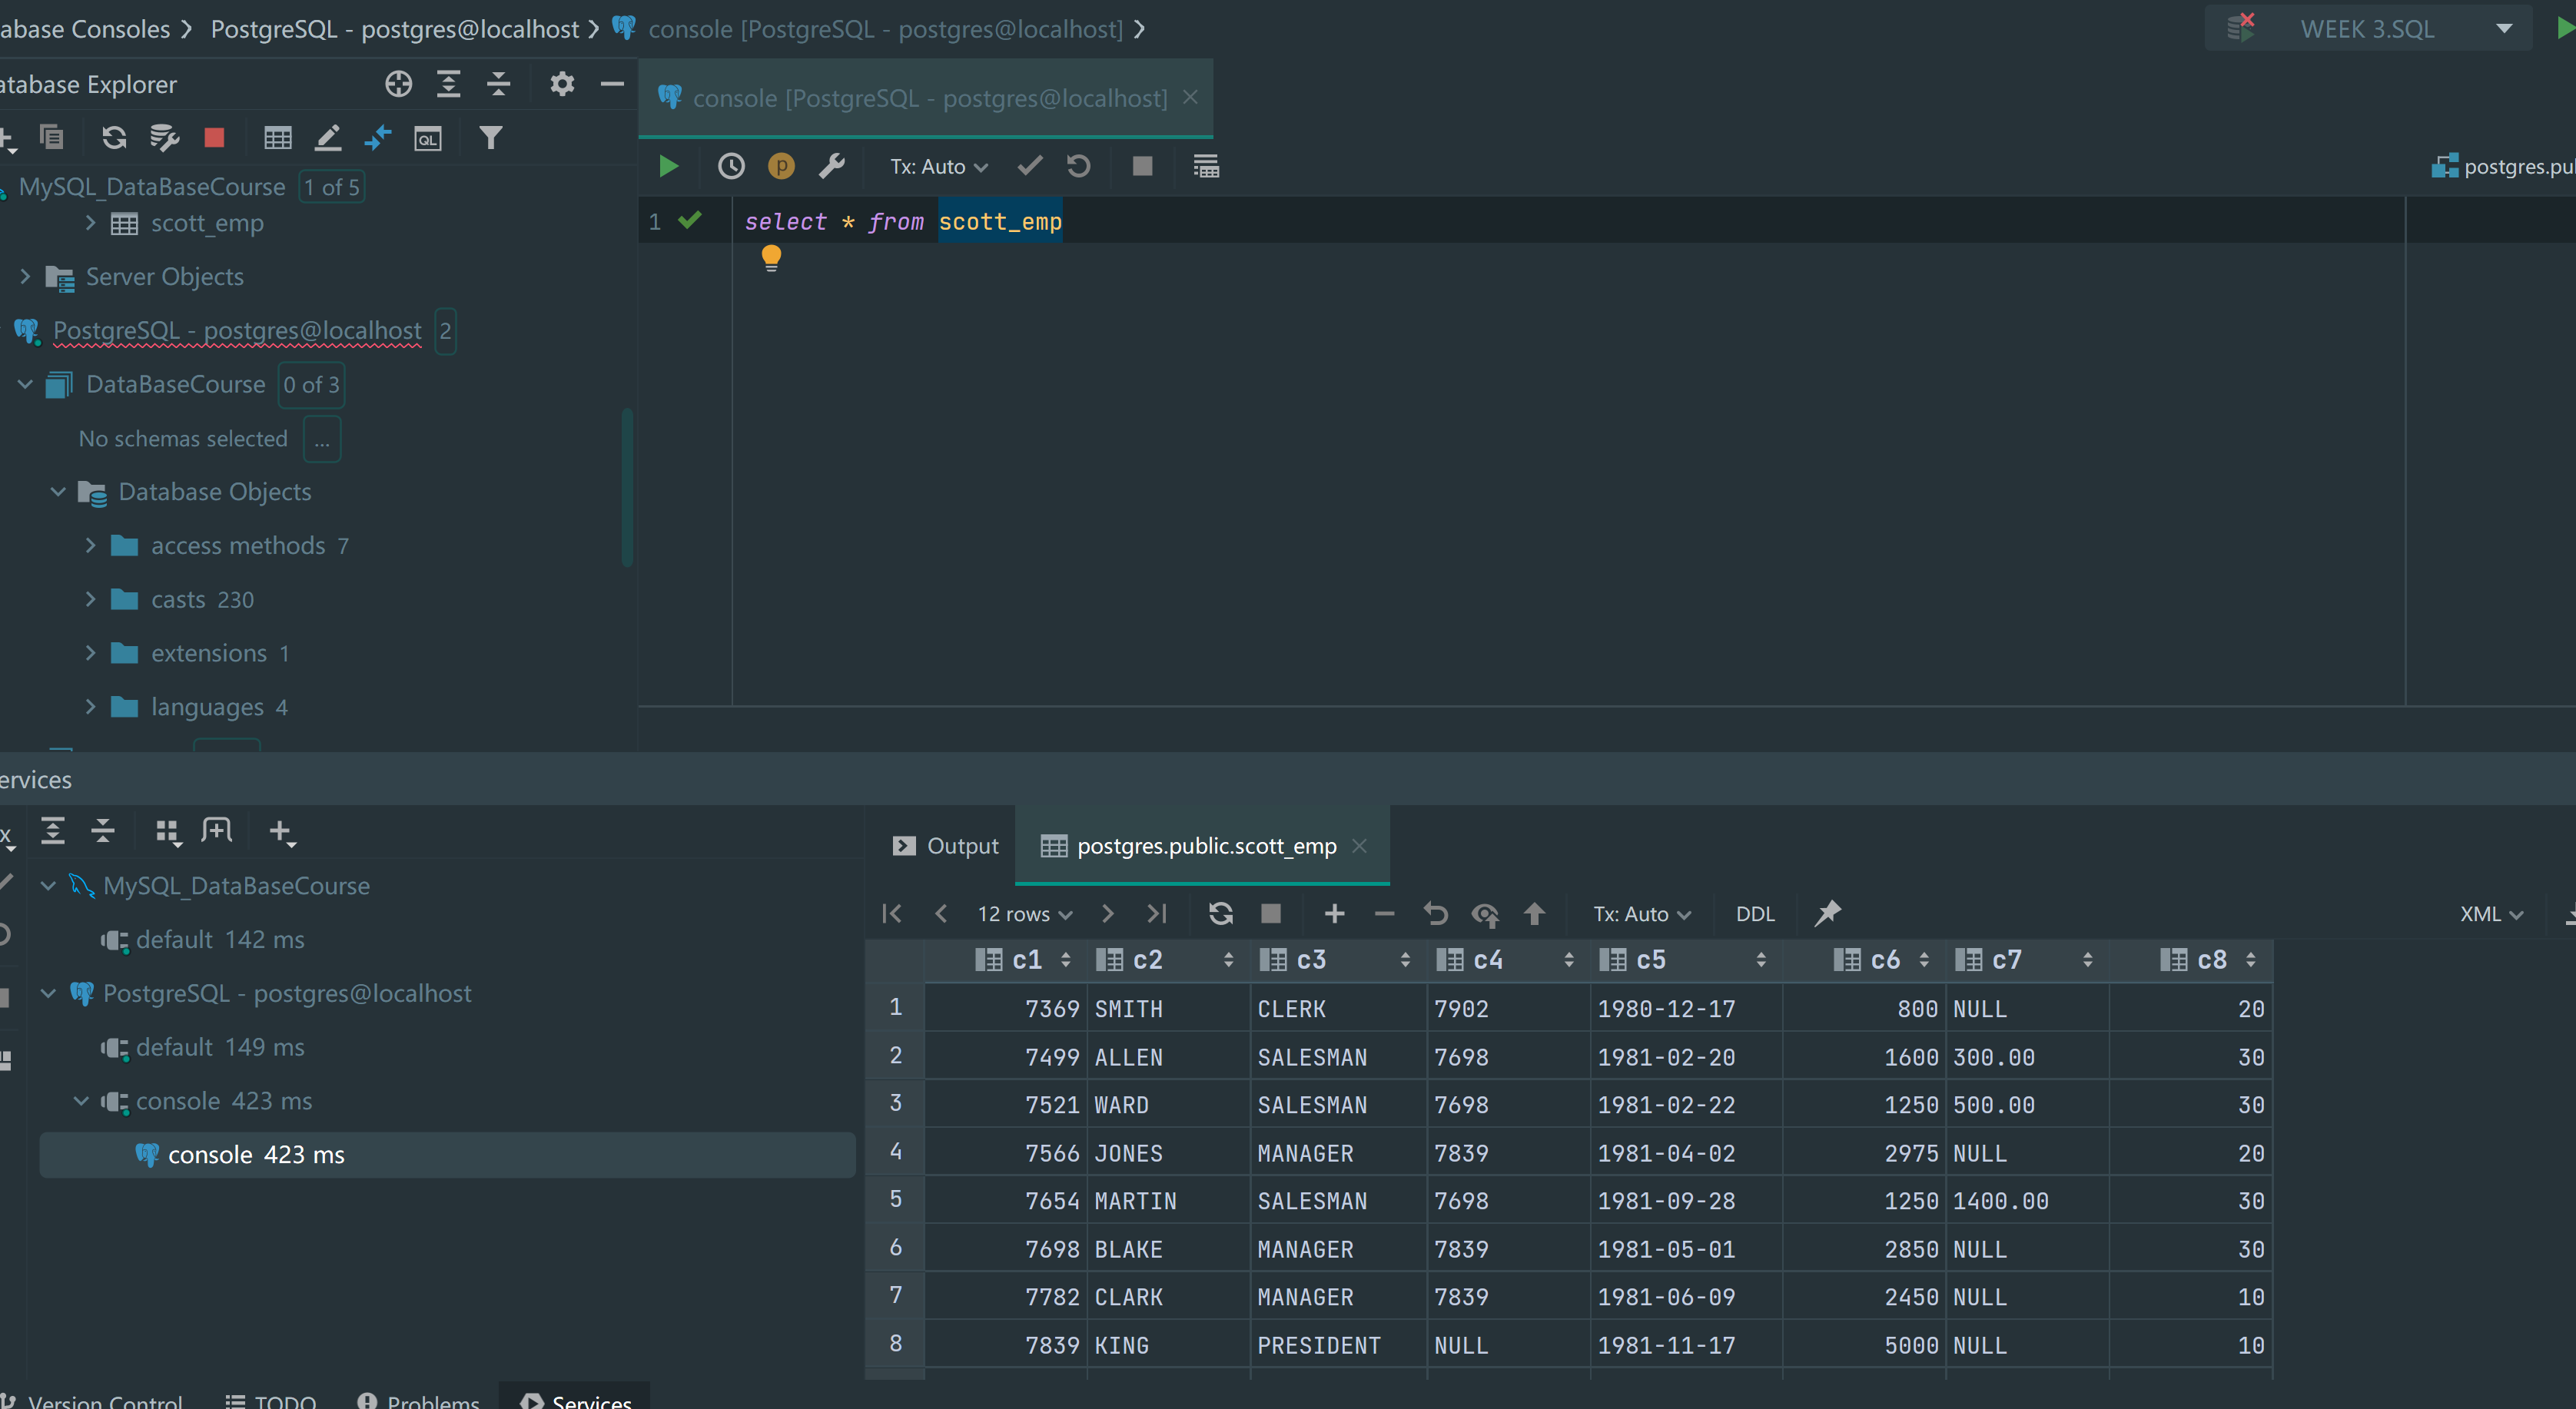 abase Consoles PostgreSQL - postgres@localhost console [PostgreSQL - postgres@localhost]
WEEK 3.SQL
atabase Explorer
console [PostgreSQL - postgres@localhost]
QL
p Tx: Auto
postgres.pu
MySQL_DataBaseCourse 1 of 5
scott_emp
Server Objects
PostgreSQL - postgres@localhost 2
DataBaseCourse 0 of 3
No schemas selected ...
Database Objects
access methods 7
casts 230
extensions 1
languages 4
1 select * from scott_emp
ervices
x
MySQL_DataBaseCourse
default 142 ms
PostgreSQL - postgres@localhost
default 149 ms
console 423 ms
console 423 ms
Output postgres.public.scott_emp
12 rows Tx: Auto DDL XML
c1 c2 c3 c4 c5 c6 c7 c8
1 7369 SMITH CLERK 7902 1980-12-17 800 NULL 20
2 7499 ALLEN SALESMAN 7698 1981-02-20 1600 300.00 30
3 7521 WARD SALESMAN 7698 1981-02-22 1250 500.00 30
4 7566 JONES MANAGER 7839 1981-04-02 2975 NULL 20
5 7654 MARTIN SALESMAN 7698 1981-09-28 1250 1400.00 30
6 7698 BLAKE MANAGER 7839 1981-05-01 2850 NULL 30
7 7782 CLARK MANAGER 7839 1981-06-09 2450 NULL 10
8 7839 KING PRESIDENT NULL 1981-11-17 5000 NULL 10
Version Control TODO Problems Services